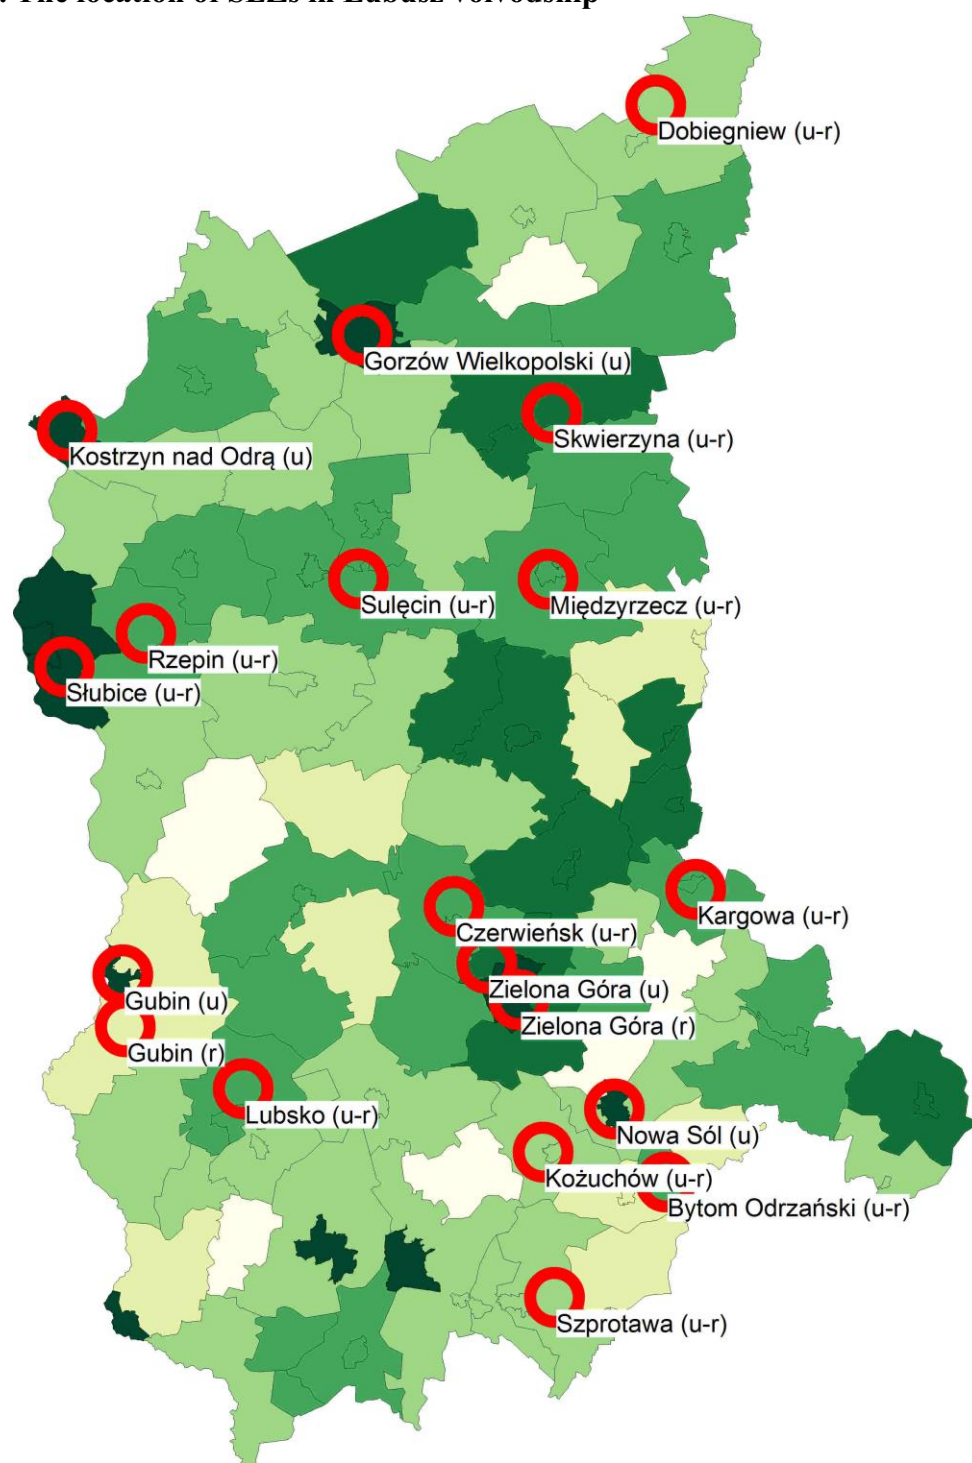 . The location of SEZs in Lubusz voivodship
Dobiegniew (u-r)
Gorzów Wielkopolski (u)
Skwierzyna (u-r)
Kostrzyn nad Odrą (u)
Sulęcin (u-r)
Międzyrzecz (u-r)
Rzepin (u-r)
Słubice (u-r)
Kargowa (u-r)
Czerwieńsk (u-r)
Zielona Góra (u)
Gubin (u)
Zielona Góra (r)
Gubin (r)
Lubsko (u-r)
Nowa Sól (u)
Kożuchów (u-r)
Bytom Odrzański (u-r)
Szprotawa (u-r)